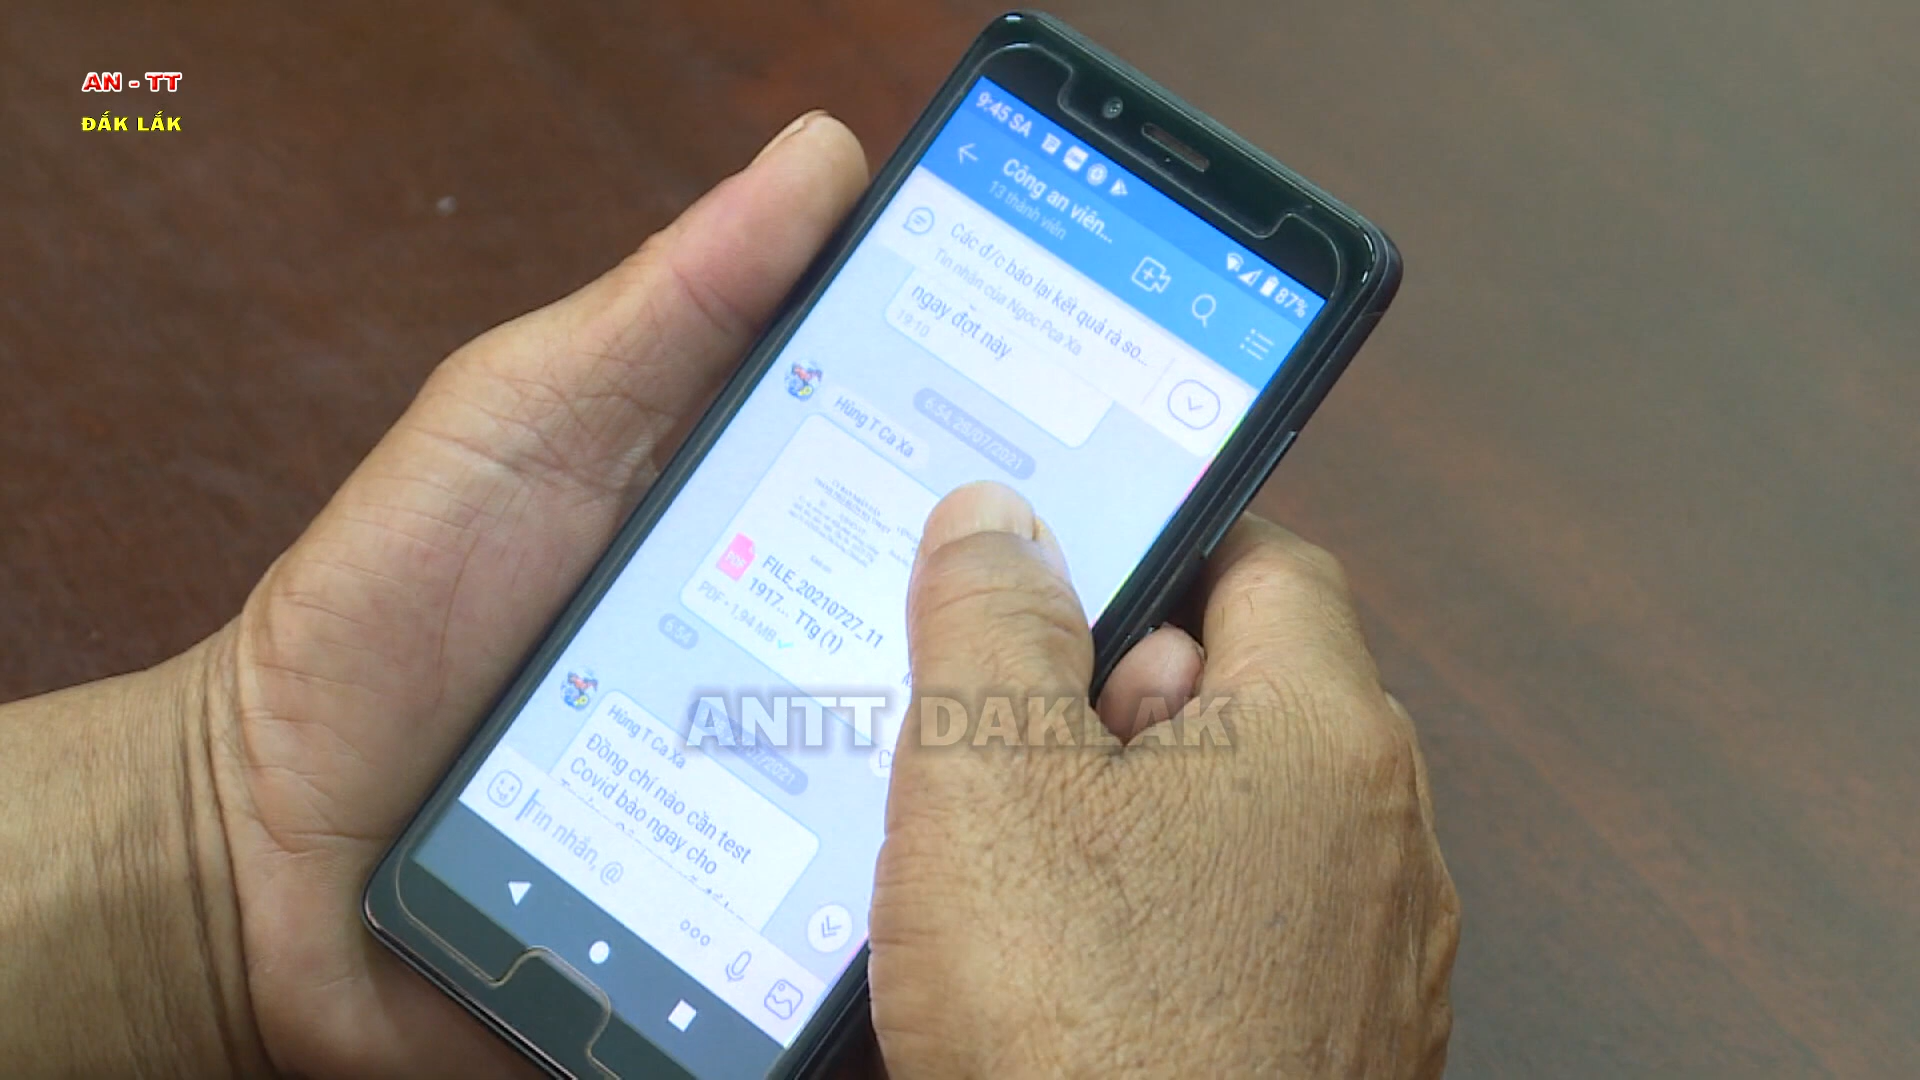 AN - TT
ĐẮK LẮK
9:45 SA
87%
Công an viên...
13 thành viên
Các đ/c báo lại kết quả rà so...
Tin nhắn của Ngọc Pca Xa
ngay đợt này
19:10
6:54, 28/07/2021
Hùng T Ca Xa
PDF
FILE_20210727_11
1917... TTg (1)
PDF - 1,94 MB
6:54
/07/2021
Hùng T Ca Xa
Đồng chí nào cần test
Covid báo ngay cho
Tin nhắn, @
ANTT DAKLAK